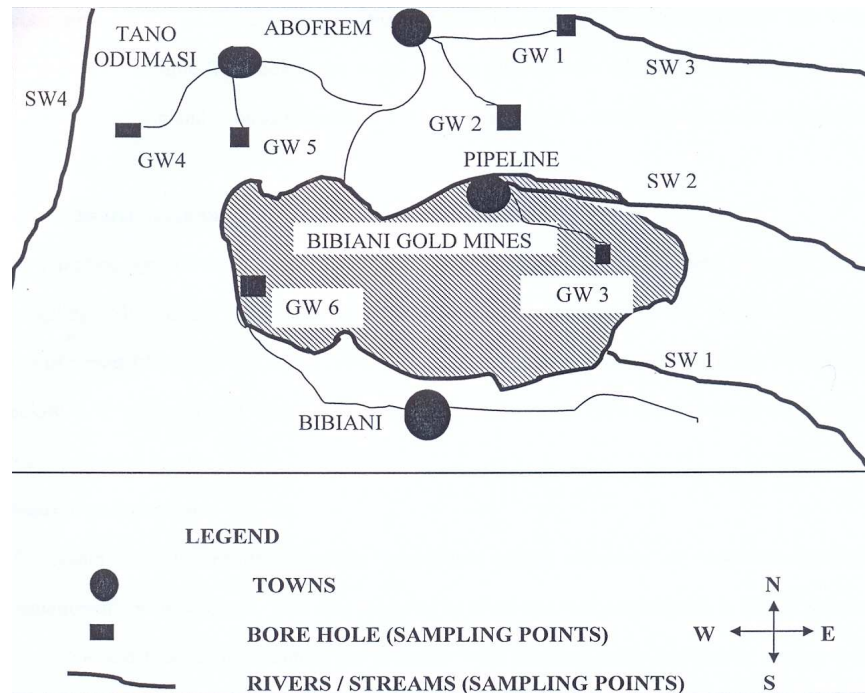 TANO
ODUMASI
ABOFREM
GW 1
SW 3
SW4
GW 2
GW4
GW 5
PIPELINE
SW 2
BIBIANI GOLD MINES
GW 6
GW 3
SW 1
BIBIANI
LEGEND
TOWNS
BORE HOLE (SAMPLING POINTS)
RIVERS / STREAMS (SAMPLING POINTS)
N
W
E
S